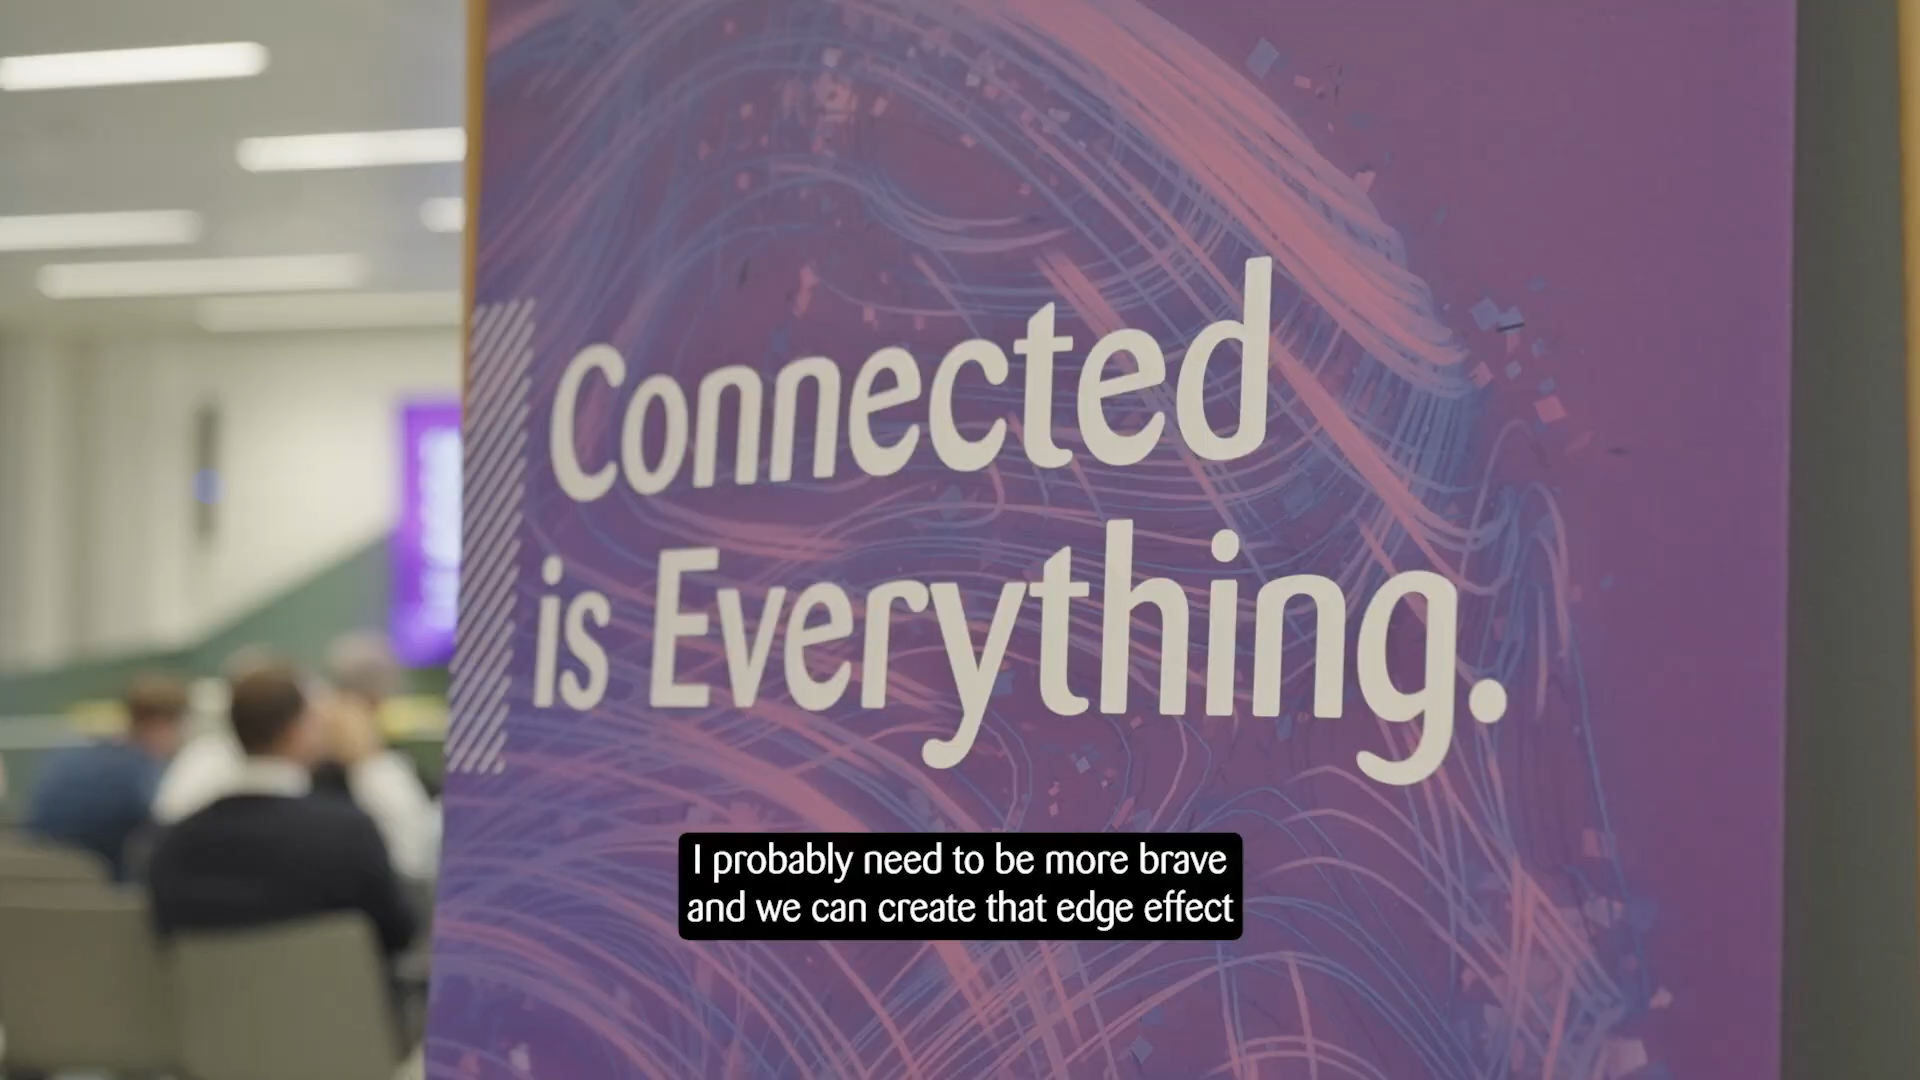 Connected
is Everything.
I probably need to be more brave
and we can create that edge effect